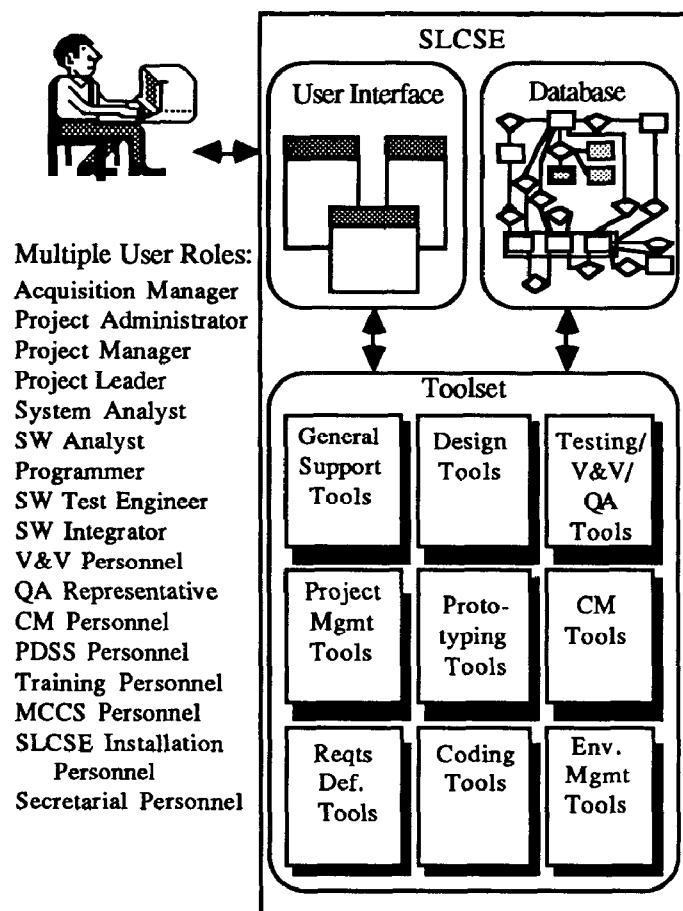 SLCSE
User Interface
Database
Multiple User Roles:
Acquisition Manager
Project Administrator
Project Manager
Project Leader
System Analyst
SW Analyst
Programmer
SW Test Engineer
SW Integrator
V&V Personnel
QA Representative
CM Personnel
PDSS Personnel
Training Personnel
MCCS Personnel
SLCSE Installation
Personnel
Secretarial Personnel
Toolset
General
Support
Tools
Design
Tools
Testing/
V&V/
QA
Tools
Project
Mgmt
Tools
Proto-
typing
Tools
CM
Tools
Reqts
Def.
Tools
Coding
Tools
Env.
Mgmt
Tools